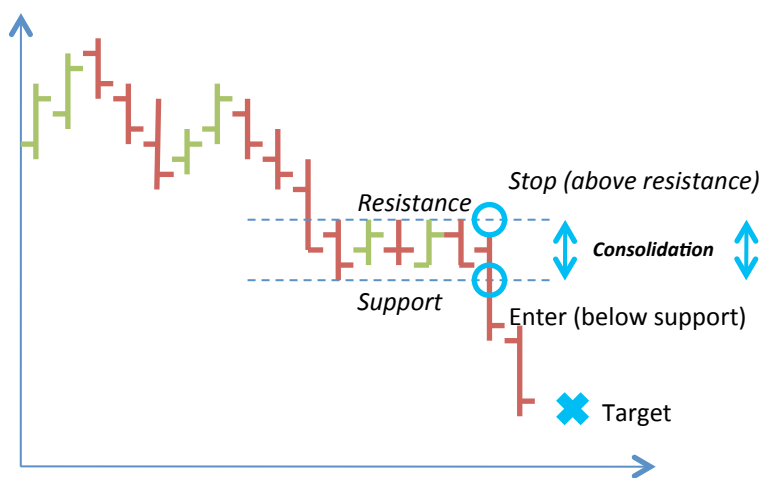 Stop (above resistance)
Resistance
Consolidation
Support
Enter (below support)
Target